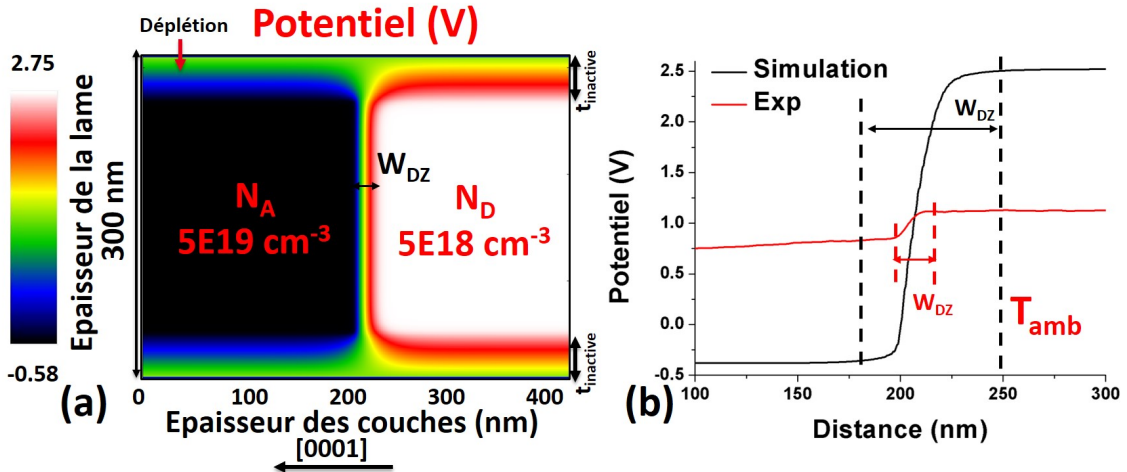 Potentiel (V)
Déplétion
2.75
-0.58
Epaisseur de la lame
300 nm
t_inactive
W_DZ
N_A
5E19 cm⁻³
N_D
5E18 cm⁻³
t_inactive
0 100 200 300 400
Epaisseur des couches (nm)
[0001]
(a)
Simulation
Exp
W_DZ
W_DZ
T_amb
Potentiel (V)
2.5
2.0
1.5
1.0
0.5
0.0
-0.5
100 150 200 250 300
Distance (nm)
(b)